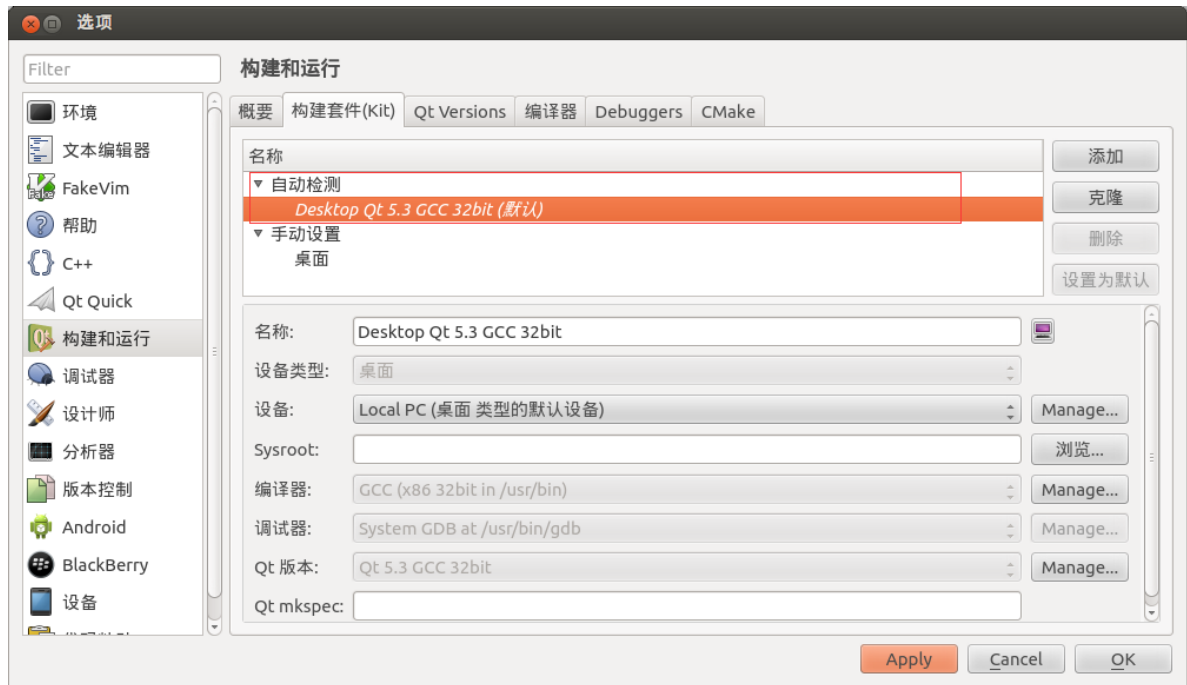 选项
Filter
环境
文本编辑器
FakeVim
帮助
C++
Qt Quick
构建和运行
调试器
设计师
分析器
版本控制
Android
BlackBerry
设备
构建和运行
概要 构建套件(Kit) Qt Versions 编译器 Debuggers CMake
名称
自动检测
Desktop Qt 5.3 GCC 32bit (默认)
手动设置
桌面
添加
克隆
删除
设置为默认
名称: Desktop Qt 5.3 GCC 32bit
设备类型: 桌面
设备: Local PC (桌面 类型的默认设备) Manage...
Sysroot: 浏览...
编译器: GCC (x86 32bit in /usr/bin) Manage...
调试器: System GDB at /usr/bin/gdb Manage...
Qt 版本: Qt 5.3 GCC 32bit Manage...
Qt mkspec:
Apply Cancel OK